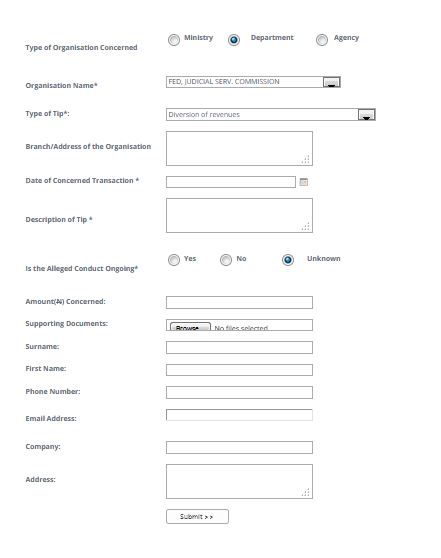 Type of Organisation Concerned Ministry Department Agency
Organisation Name* FED, JUDICIAL SERV. COMMISSION
Type of Tip*: Diversion of revenues
Branch/Address of the Organisation
Date of Concerned Transaction *
Description of Tip *
Is the Alleged Conduct Ongoing* Yes No Unknown
Amount(₦) Concerned:
Supporting Documents: Browse... No files selected.
Surname:
First Name:
Phone Number:
Email Address:
Company:
Address:
Submit >>